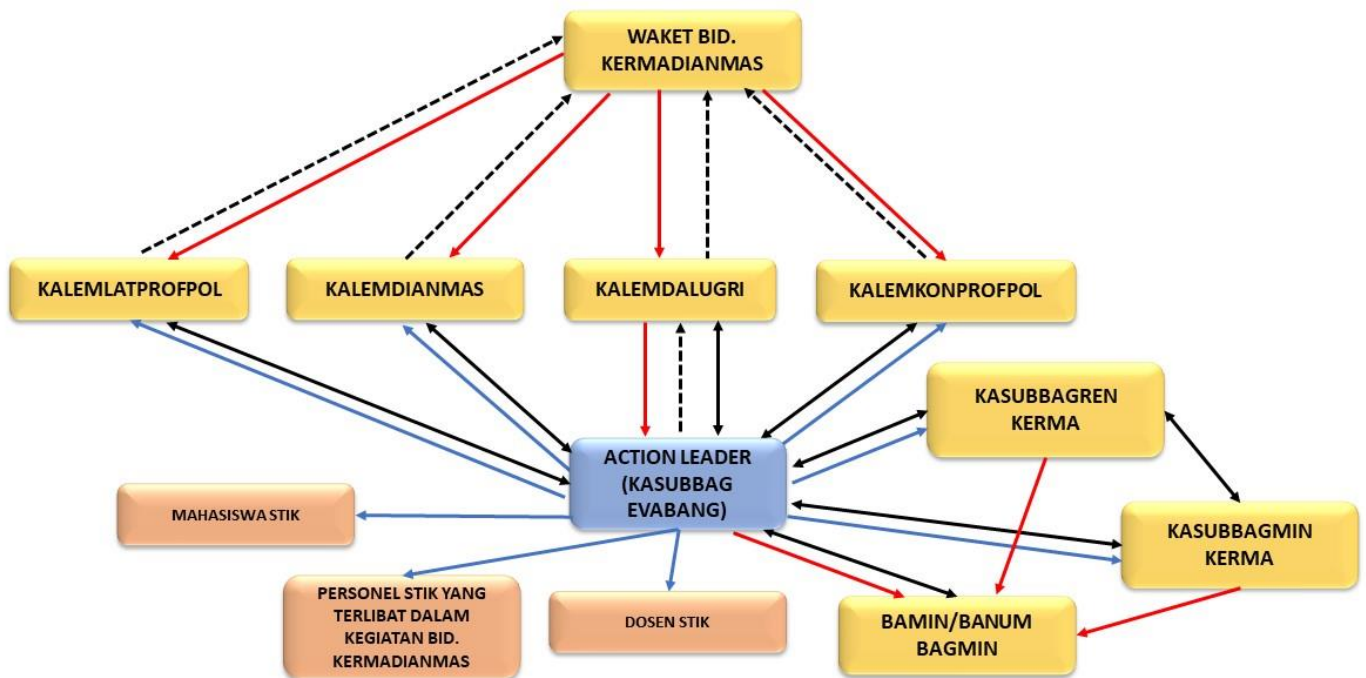 WAKET BID.
KERMADIANMAS
KALEMLATPROFPOL
KALEMDIANMAS
KALEMDALUGRI
KALEMKONPROFPOL
KASUBBAGREN
KERMA
ACTION LEADER
(KASUBBAG
EVABANG)
MAHASISWA STIK
KASUBBAGMIN
KERMA
PERSONEL STIK YANG
TERLIBAT DALAM
KEGIATAN BID.
KERMADIANMAS
DOSEN STIK
BAMIN/BANUM
BAGMIN